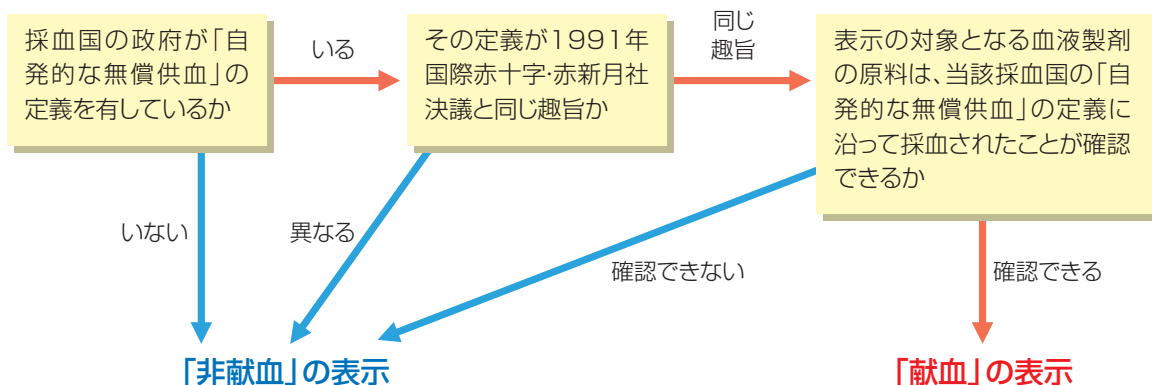 採血国の政府が「自
発的な無償供血」の
定義を有しているか
いる
その定義が1991年
国際赤十字・赤新月社
決議と同じ趣旨か
同じ
趣旨
表示の対象となる血液製剤
の原料は、当該採血国の「自
発的な無償供血」の定義に
沿って採血されたことが確認
できるか
いない
異なる
確認できない
確認できる
「非献血」の表示
「献血」の表示